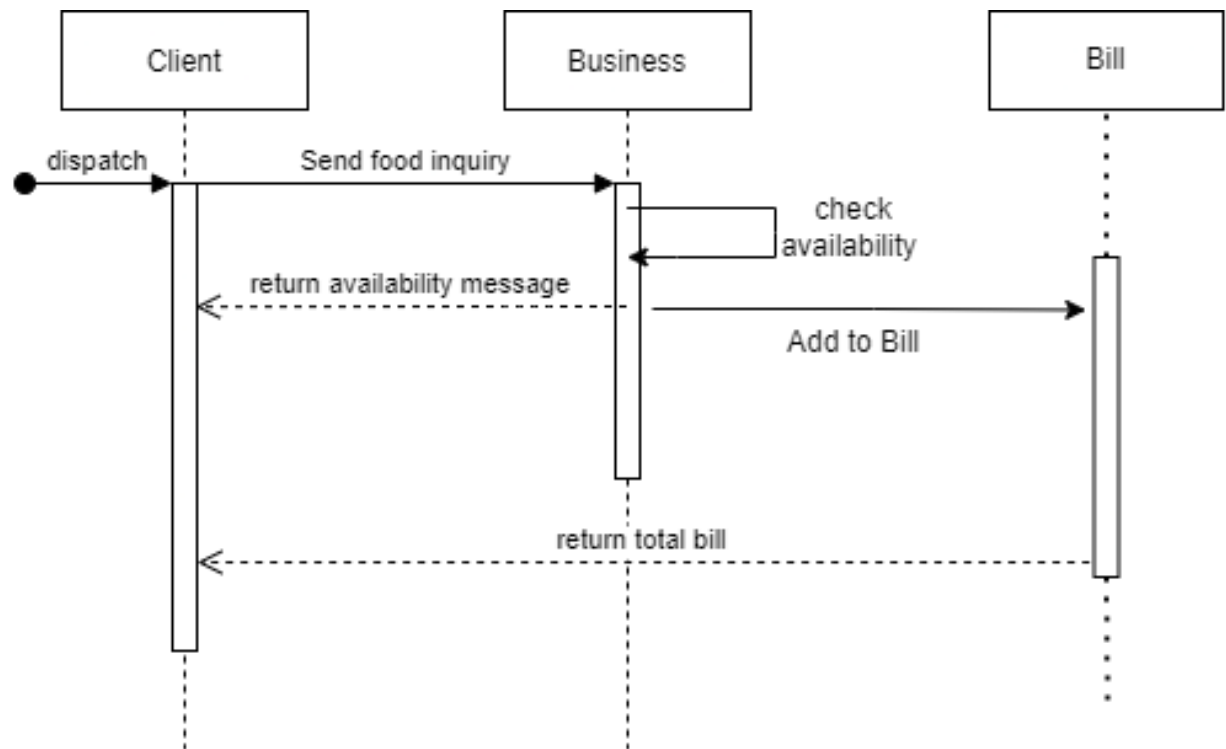 Client
Business
Bill
dispatch
Send food inquiry
check
availability
return availability message
Add to Bill
return total bill